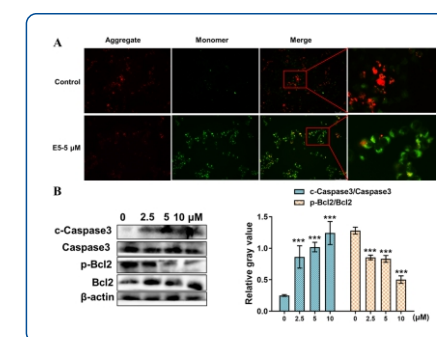 A
Aggregate Monomer Merge
Control
E5-5 μM
B
0 2.5 5 10 μM
c-Caspase3
Caspase3
p-Bcl2
Bcl2
β-actin
c-Caspase3/Caspase3
p-Bcl2/Bcl2
Relative gray value
1.5
1.0
0.5
0.0
*** *** *** *** *** ***
0 2.5 5 10 0 2.5 5 10 (μM)